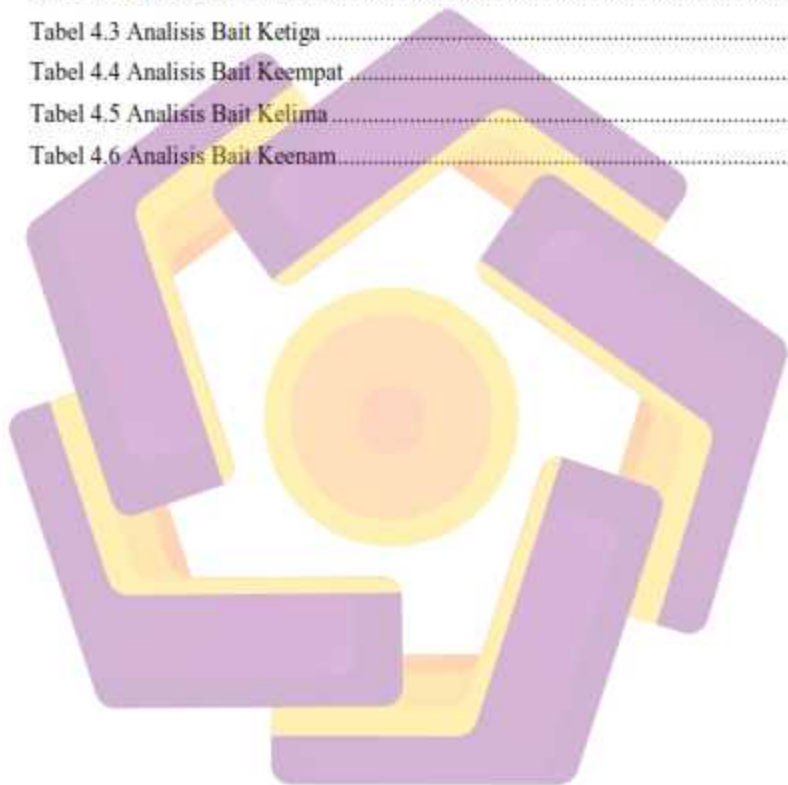 Tabel 4.3 Analisis Bait Ketiga ...............................................................................
Tabel 4.4 Analisis Bait Keempat ...........................................................................
Tabel 4.5 Analisis Bait Kelima ..............................................................................
Tabel 4.6 Analisis Bait Keenam.............................................................................